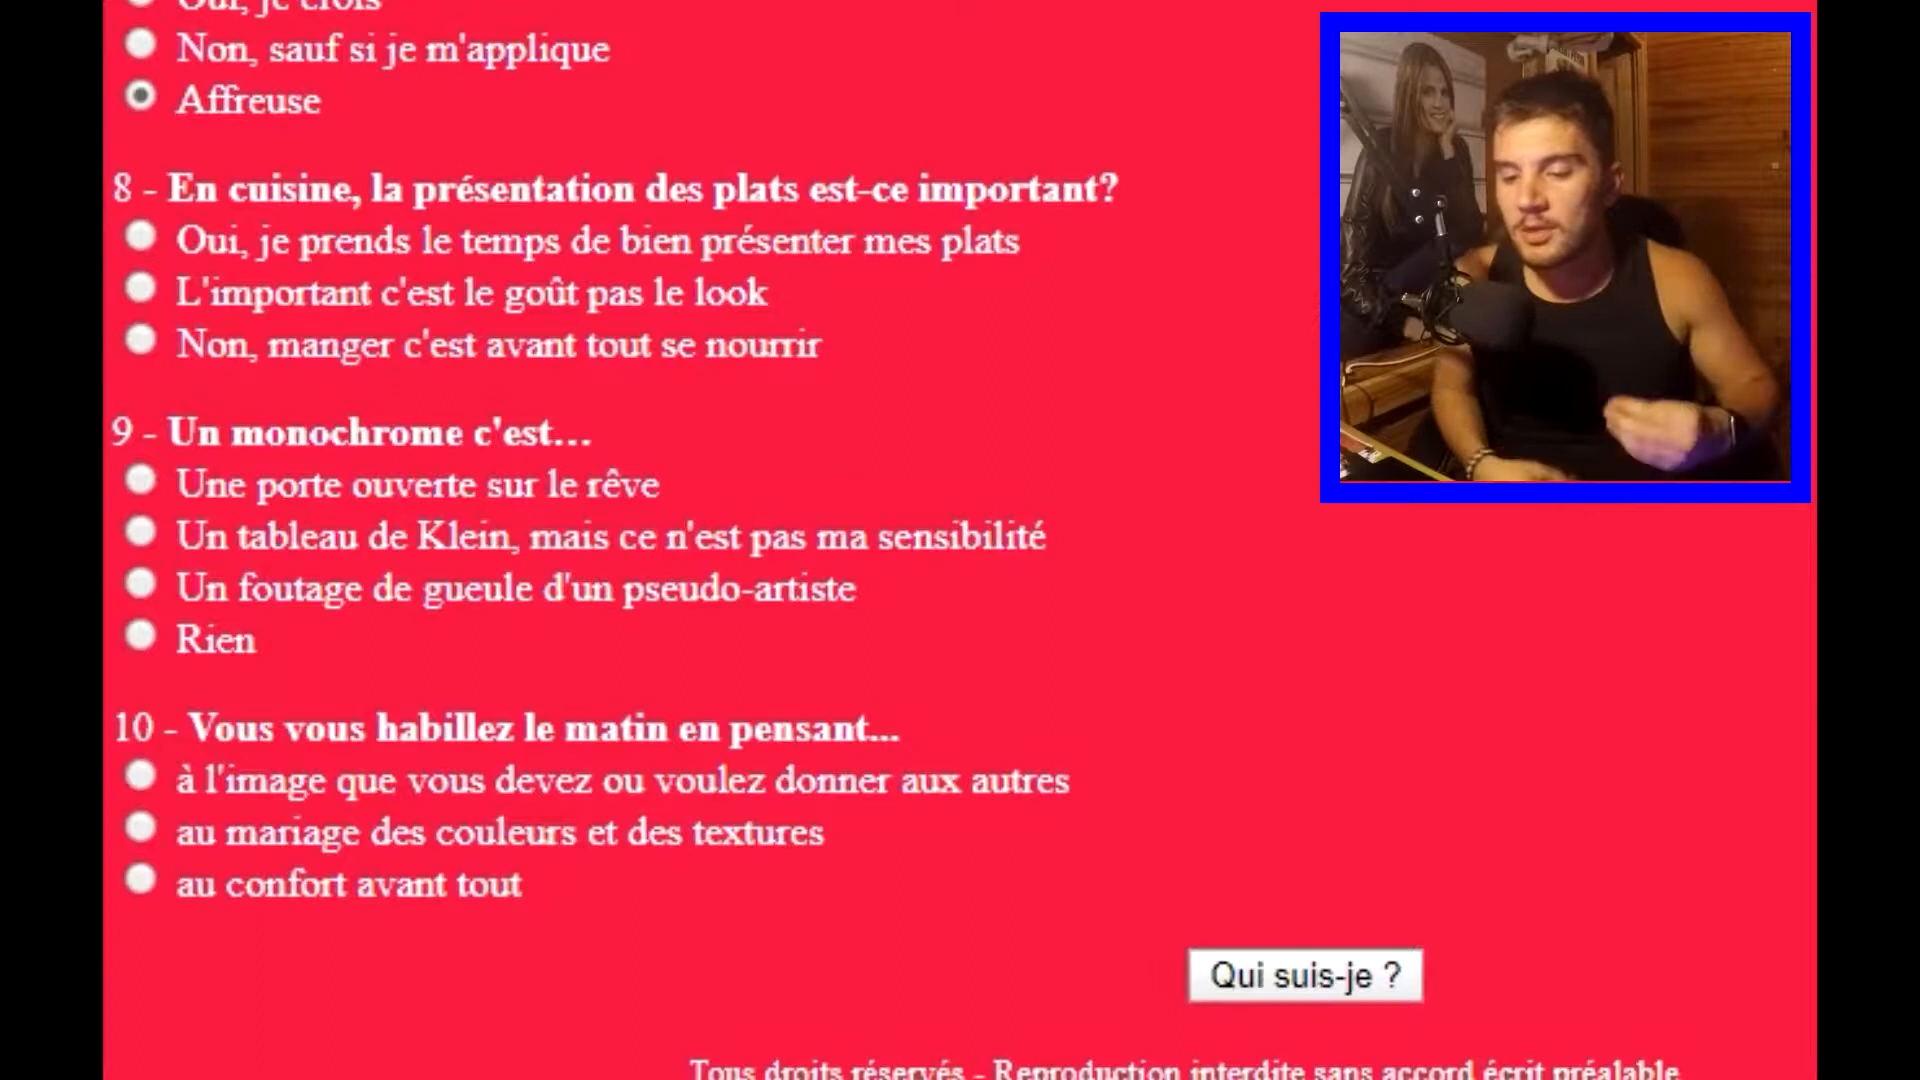 Oui, je crois
Non, sauf si je m'applique
Affreuse
8 - En cuisine, la présentation des plats est-ce important?
Oui, je prends le temps de bien présenter mes plats
L'important c'est le goût pas le look
Non, manger c'est avant tout se nourrir
9 - Un monochrome c'est...
Une porte ouverte sur le rêve
Un tableau de Klein, mais ce n'est pas ma sensibilité
Un foutage de gueule d'un pseudo-artiste
Rien
10 - Vous vous habillez le matin en pensant...
à l'image que vous devez ou voulez donner aux autres
au mariage des couleurs et des textures
au confort avant tout
Qui suis-je ?
Tous droits réservés - Reproduction interdite sans accord écrit préalable